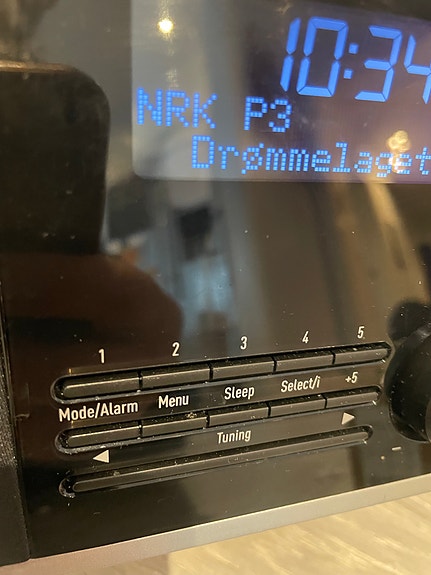 10:34
NRK P3
Drømmelaget
1 2 3 4 5
Mode/Alarm Menu Sleep Select/i +5
◀ Tuning ▶